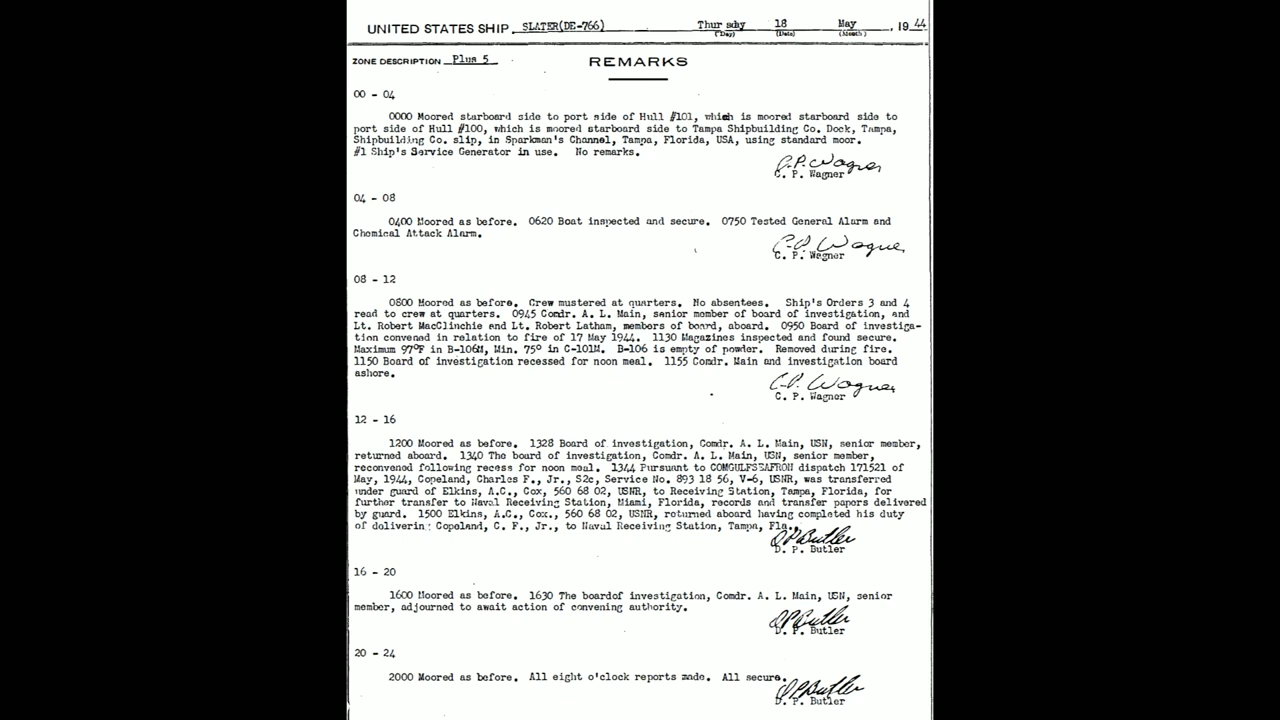 UNITED STATES SHIP SLATER(DE-766) Thur sdy 18 May , 19 44
(Day) (Date) (Month)
ZONE DESCRIPTION Plus 5 REMARKS
00 - 04
0000 Moored starboard side to port side of Hull #101, which is moored starboard side to
port side of Hull #100, which is moored starboard side to Tampa Shipbuilding Co. Dock, Tampa,
Shipbuilding Co. slip, in Sparkman's Channel, Tampa, Florida, USA, using standard moor.
#1 Ship's Service Generator in use. No remarks.
C.P. Wagner
C. P. Wagner
04 - 08
0400 Moored as before. 0620 Boat inspected and secure. 0750 Tested General Alarm and
Chemical Attack Alarm.
C.P. Wagner
C. P. Wagner
08 - 12
0800 Moored as before. Crew mustered at quarters. No absentees. Ship's Orders 3 and 4
read to crew at quarters. 0945 Comdr. A. L. Main, senior member of board of investigation, and
Lt. Robert MacClinchie and Lt. Robert Latham, members of board, aboard. 0950 Board of investiga-
tion convened in relation to fire of 17 May 1944. 1130 Magazines inspected and found secure.
Maximum 97°F in B-106M, Min. 75° in C-101M. B-106 is empty of powder. Removed during fire.
1150 Board of investigation recessed for noon meal. 1155 Comdr. Main and investigation board
ashore.
C.P. Wagner
C. P. Wagner
12 - 16
1200 Moored as before. 1328 Board of investigation, Comdr. A. L. Main, USN, senior member,
returned aboard. 1340 The board of investigation, Comdr. A. L. Main, USN, senior member,
reconvened following recess for noon meal. 1344 Pursuant to COMGULFSEAFRON dispatch 171521 of
May, 1944, Copeland, Charles F., Jr., S2c, Service No. 893 18 56, V-6, USNR, was transferred
under guard of Elkins, A.C., Cox, 560 68 02, USNR, to Receiving Station, Tampa, Florida, for
further transfer to Naval Receiving Station, Miami, Florida, records and transfer papers delivered
by guard. 1500 Elkins, A.C., Cox., 560 68 02, USNR, returned aboard having completed his duty
of deliverin: Copeland, C. F., Jr., to Naval Receiving Station, Tampa, Fla..
D P Butler
D. P. Butler
16 - 20
1600 Moored as before. 1630 The boardof investigation, Comdr. A. L. Main, USN, senior
member, adjourned to await action of convening authority.
D P Butler
D. P. Butler
20 - 24
2000 Moored as before. All eight o'clock reports made. All secure.
D P Butler
D. P. Butler